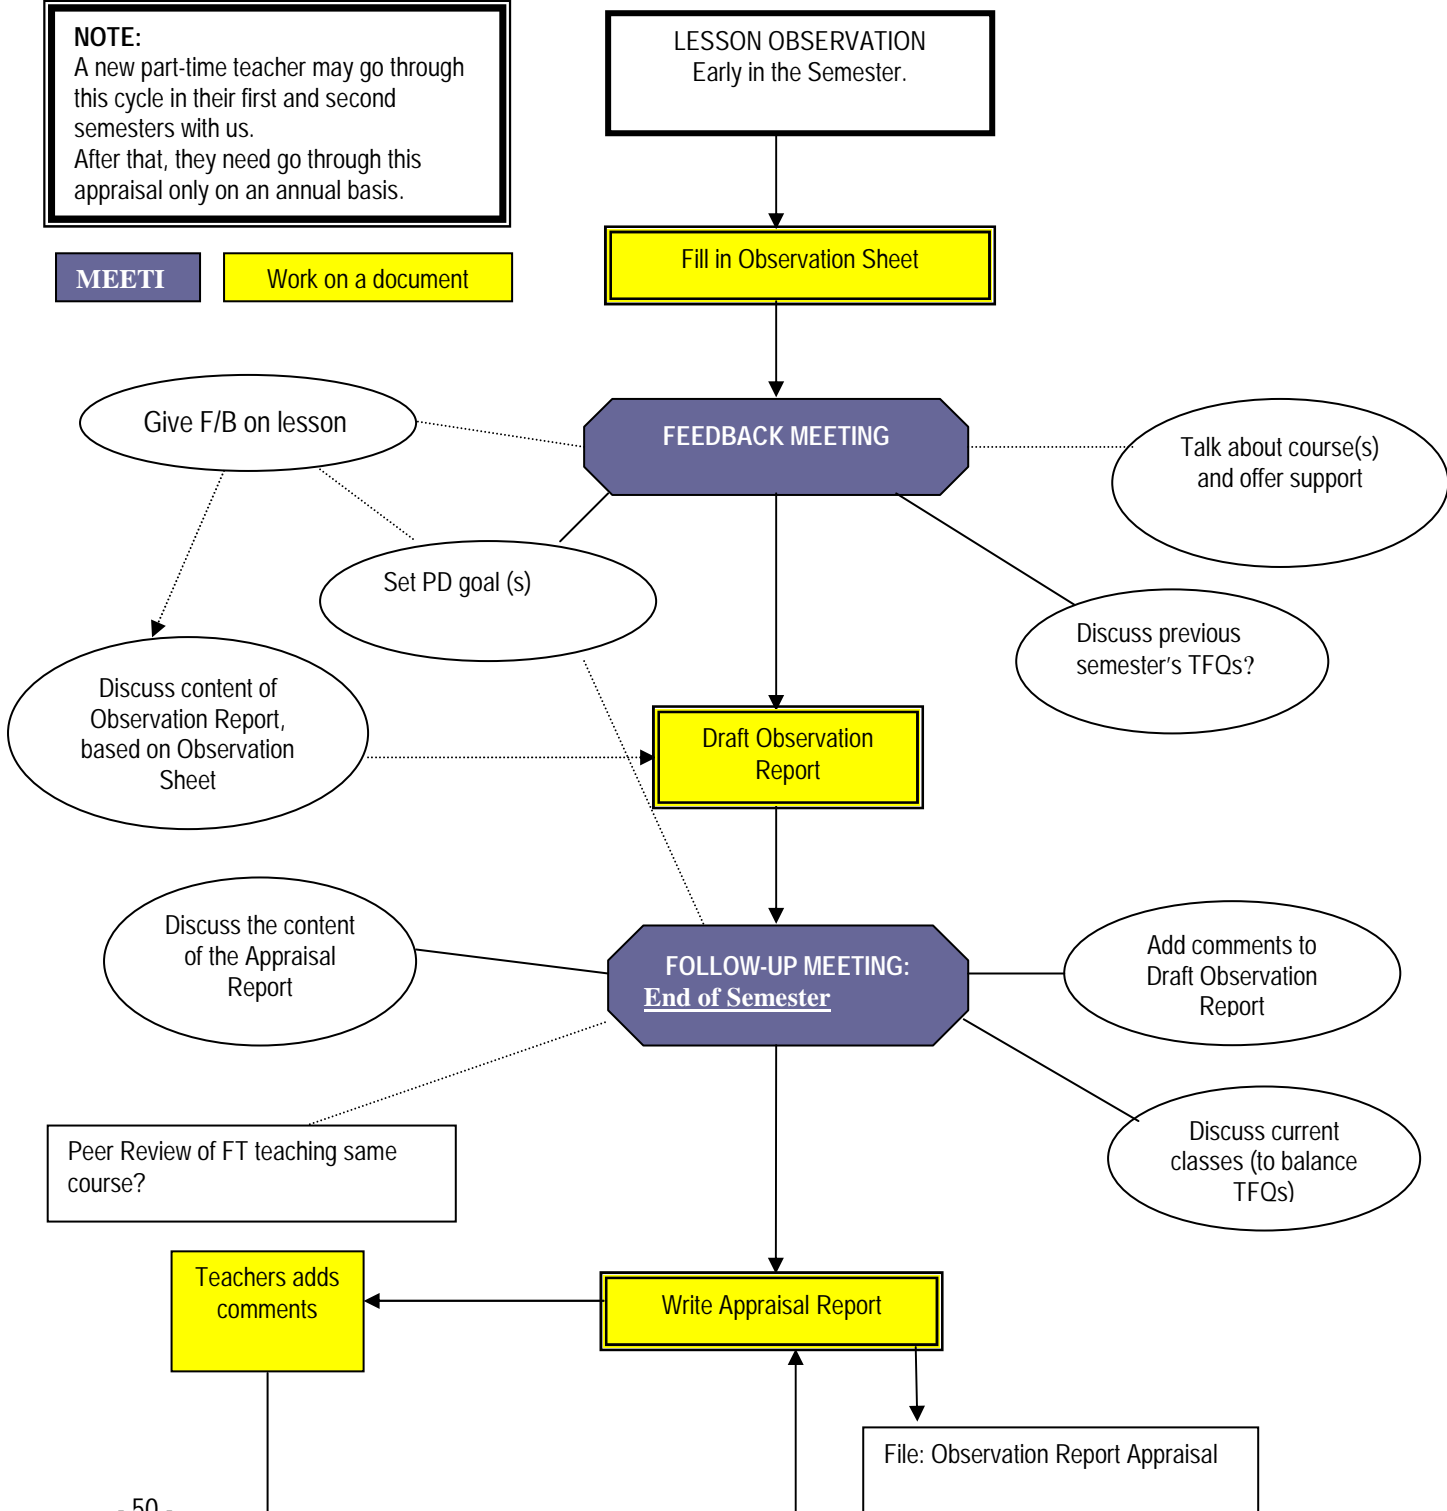 NOTE:
A new part-time teacher may go through
this cycle in their first and second
semesters with us.
After that, they need go through this
appraisal only on an annual basis.
LESSON OBSERVATION
Early in the Semester.
MEETI
Work on a document
Fill in Observation Sheet
Give F/B on lesson
FEEDBACK MEETING
Talk about course(s)
and offer support
Set PD goal (s)
Discuss previous
semester's TFQs?
Discuss content of
Observation Report,
based on Observation
Sheet
Draft Observation
Report
Discuss the content
of the Appraisal
Report
FOLLOW-UP MEETING:
End of Semester
Add comments to
Draft Observation
Report
Peer Review of FT teaching same
course?
Discuss current
classes (to balance
TFQs)
Teachers adds
comments
Write Appraisal Report
File: Observation Report Appraisal
- 50 -